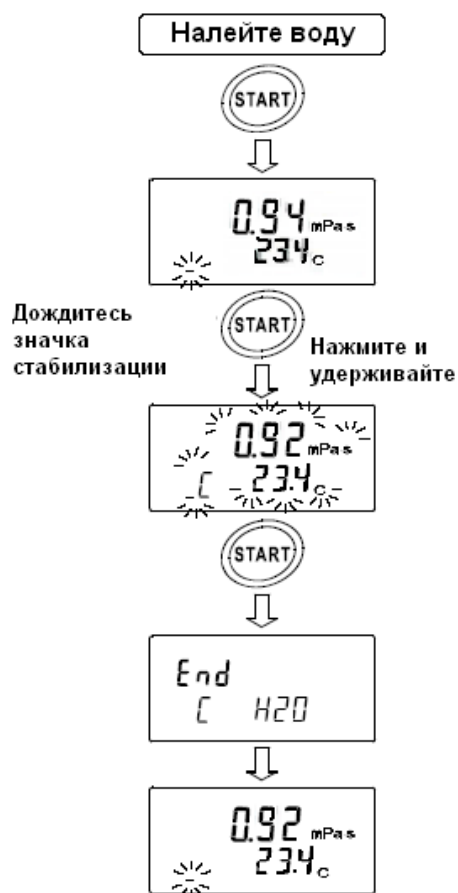 Налейте воду
START
0.94 mPas
23.4 C
Дождитесь
значка
стабилизации
START
Нажмите и
удерживайте
0.92 mPas
C 23.4 C
START
End
C H2O
0.92 mPas
23.4 C